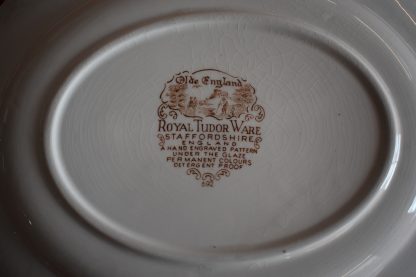 Olde England
ROYAL TUDOR WARE
STAFFORDSHIRE
ENGLAND
A HAND ENGRAVED PATTERN
UNDER THE GLAZE
PERMANENT COLOURS
DETERGENT PROOF